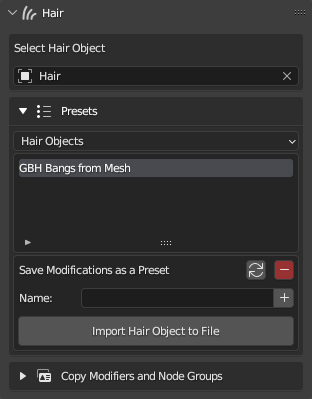 Hair
Select Hair Object
Hair
Presets
Hair Objects
GBH Bangs from Mesh
Save Modifications as a Preset
Name:
Import Hair Object to File
Copy Modifiers and Node Groups